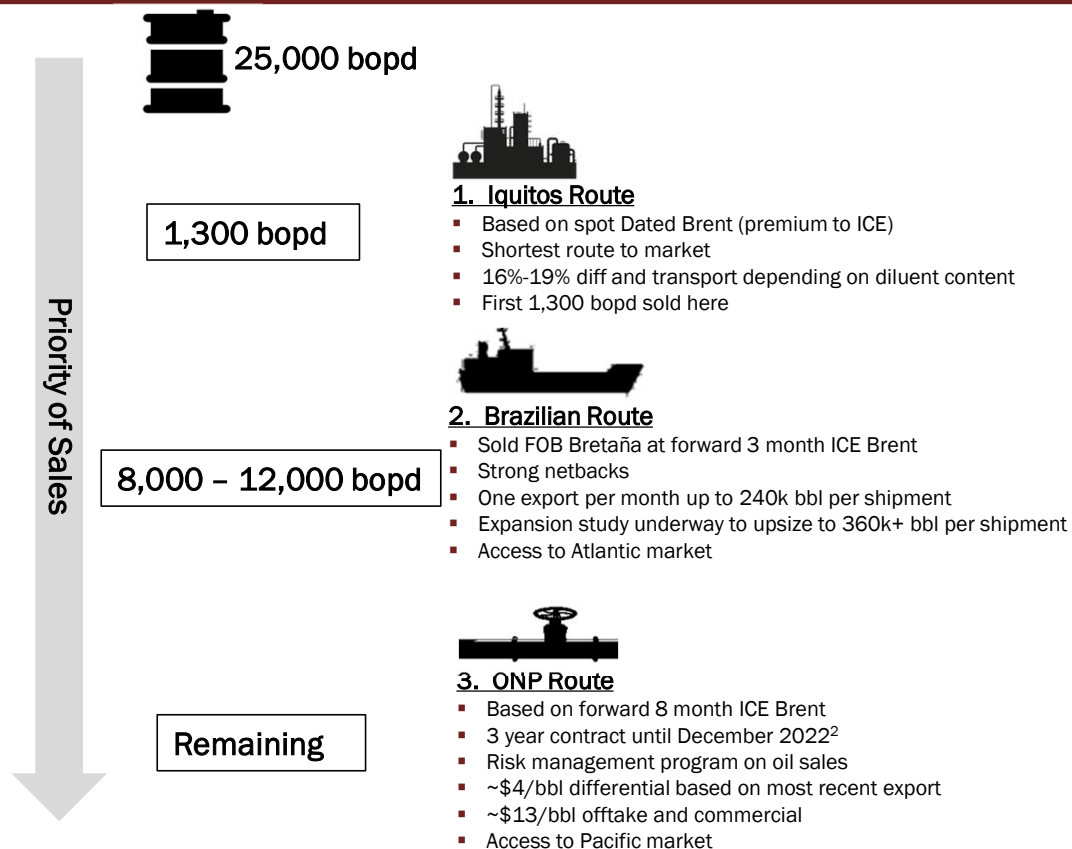 25,000 bopd
Priority of Sales
1,300 bopd
1. Iquitos Route
▪ Based on spot Dated Brent (premium to ICE)
▪ Shortest route to market
▪ 16%-19% diff and transport depending on diluent content
▪ First 1,300 bopd sold here
8,000 – 12,000 bopd
2. Brazilian Route
▪ Sold FOB Bretaña at forward 3 month ICE Brent
▪ Strong netbacks
▪ One export per month up to 240k bbl per shipment
▪ Expansion study underway to upsize to 360k+ bbl per shipment
▪ Access to Atlantic market
Remaining
3. ONP Route
▪ Based on forward 8 month ICE Brent
▪ 3 year contract until December 2022²
▪ Risk management program on oil sales
▪ ~$4/bbl differential based on most recent export
▪ ~$13/bbl offtake and commercial
▪ Access to Pacific market